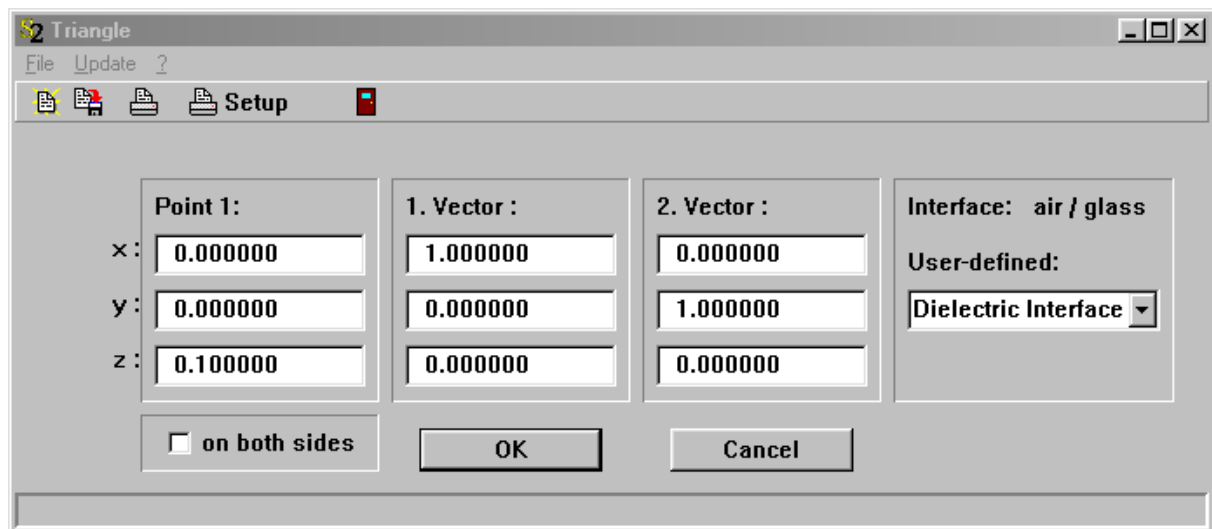 S2 Triangle
File Update ?
Setup
Point 1: 1. Vector : 2. Vector : Interface: air / glass
x: 0.000000 1.000000 0.000000 User-defined:
y: 0.000000 0.000000 1.000000 Dielectric Interface
z: 0.100000 0.000000 0.000000
on both sides OK Cancel